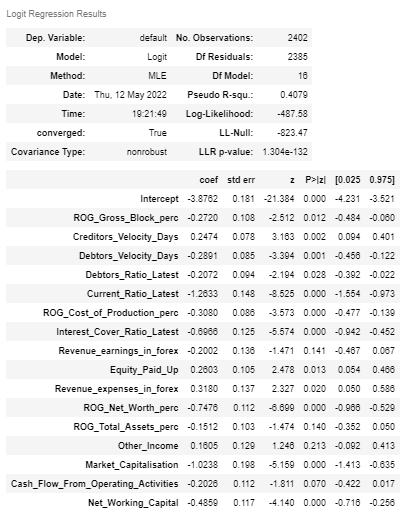 Logit Regression Results
Dep. Variable: default No. Observations: 2402
Model: Logit Df Residuals: 2385
Method: MLE Df Model: 16
Date: Thu, 12 May 2022 Pseudo R-squ.: 0.4079
Time: 19:21:49 Log-Likelihood: -487.58
converged: True LL-Null: -823.47
Covariance Type: nonrobust LLR p-value: 1.304e-132
coef std err z P>|z| [0.025 0.975]
Intercept -3.8762 0.181 -21.384 0.000 -4.231 -3.521
ROG_Gross_Block_perc -0.2720 0.108 -2.512 0.012 -0.484 -0.060
Creditors_Velocity_Days 0.2474 0.078 3.163 0.002 0.094 0.401
Debtors_Velocity_Days -0.2891 0.085 -3.394 0.001 -0.456 -0.122
Debtors_Ratio_Latest -0.2072 0.094 -2.194 0.028 -0.392 -0.022
Current_Ratio_Latest -1.2633 0.148 -8.525 0.000 -1.554 -0.973
ROG_Cost_of_Production_perc -0.3080 0.086 -3.573 0.000 -0.477 -0.139
Interest_Cover_Ratio_Latest -0.6966 0.125 -5.574 0.000 -0.942 -0.452
Revenue_earnings_in_forex -0.2002 0.136 -1.471 0.141 -0.467 0.067
Equity_Paid_Up 0.2603 0.105 2.478 0.013 0.054 0.466
Revenue_expenses_in_forex 0.3180 0.137 2.327 0.020 0.050 0.586
ROG_Net_Worth_perc -0.7476 0.112 -6.699 0.000 -0.966 -0.529
ROG_Total_Assets_perc -0.1512 0.103 -1.474 0.140 -0.352 0.050
Other_Income 0.1605 0.129 1.246 0.213 -0.092 0.413
Market_Capitalisation -1.0238 0.198 -5.159 0.000 -1.413 -0.635
Cash_Flow_From_Operating_Activities -0.2026 0.112 -1.811 0.070 -0.422 0.017
Net_Working_Capital -0.4859 0.117 -4.140 0.000 -0.716 -0.256